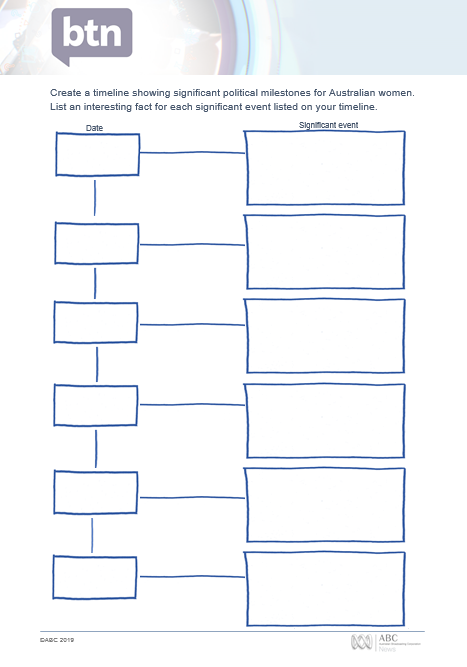 btn
Create a timeline showing significant political milestones for Australian women.
List an interesting fact for each significant event listed on your timeline.
Date
Significant event
©ABC 2019
ABC
News